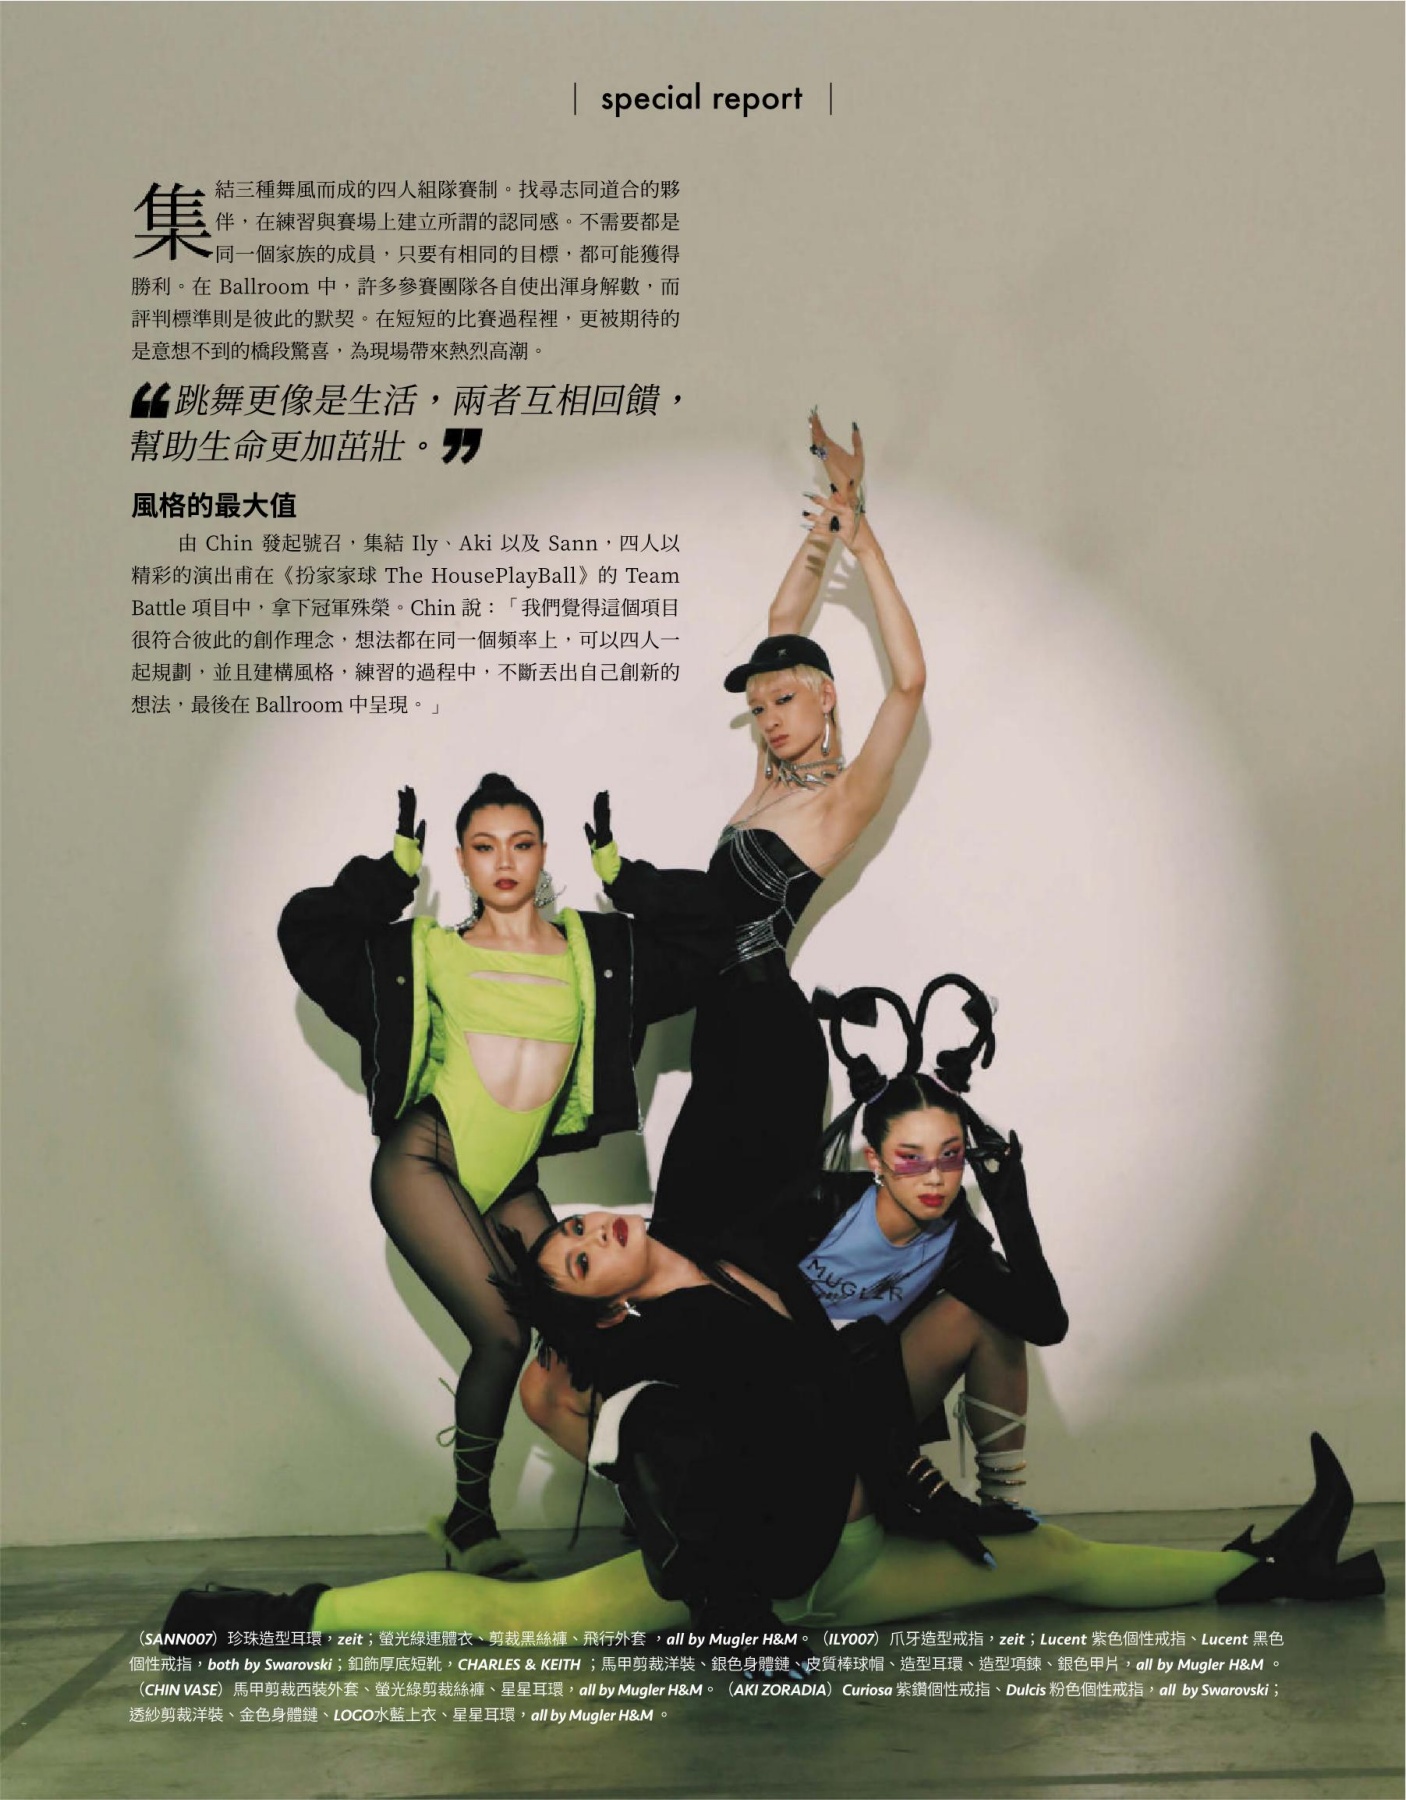 special report
集結三種舞風而成的四人組隊賽制。找尋志同道合的夥
伴，在練習與賽場上建立所謂的認同感。不需要都是
同一個家族的成員，只要有相同的目標，都可能獲得
勝利。在 Ballroom 中，許多參賽團隊各自使出渾身解數，而
評判標準則是彼此的默契。在短短的比賽過程裡，更被期待的
是意想不到的橋段驚喜，為現場帶來熱烈高潮。
❝跳舞更像是生活，兩者互相回饋，
幫助生命更加茁壯。❞
風格的最大值
由 Chin 發起號召，集結 Ily、Aki 以及 Sann，四人以
精彩的演出甫在《扮家家球 The HousePlayBall》的 Team
Battle 項目中，拿下冠軍殊榮。Chin 說：「我們覺得這個項目
很符合彼此的創作理念，想法都在同一個頻率上，可以四人一
起規劃，並且建構風格，練習的過程中，不斷丟出自己創新的
想法，最後在 Ballroom 中呈現。」
MUGLER
（SANN007）珍珠造型耳環，zeit；螢光綠連體衣、剪裁黑絲褲、飛行外套 ，all by Mugler H&M。（ILY007）爪牙造型戒指，zeit；Lucent 紫色個性戒指、Lucent 黑色
個性戒指，both by Swarovski；釦飾厚底短靴，CHARLES & KEITH ；馬甲剪裁洋裝、銀色身體鏈、皮質棒球帽、造型耳環、造型項鍊、銀色甲片，all by Mugler H&M 。
（CHIN VASE）馬甲剪裁西裝外套、螢光綠剪裁絲褲、星星耳環，all by Mugler H&M。（AKI ZORADIA）Curiosa 紫鑽個性戒指、Dulcis 粉色個性戒指，all by Swarovski；
透紗剪裁洋裝、金色身體鏈、LOGO水藍上衣、星星耳環，all by Mugler H&M 。